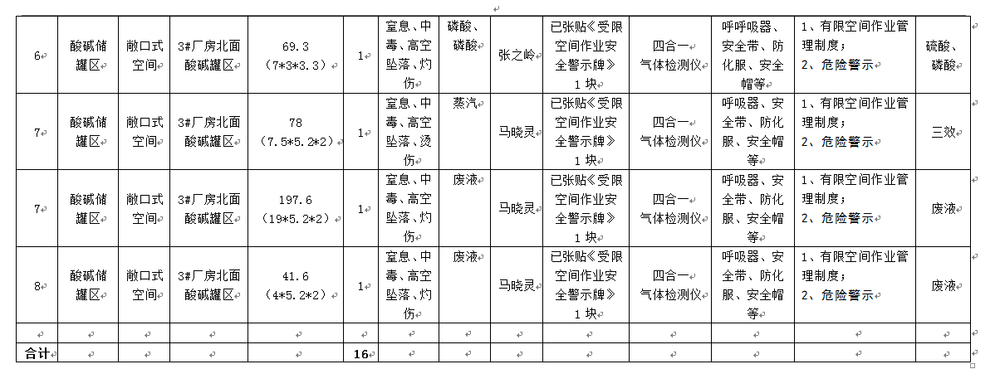 6 酸碱储罐区 敞口式空间 3#厂房北面酸碱罐区 69.3（7*3*3.3） 1 窒息、中毒、高空坠落、灼伤 磷酸、磷酸 张之岭 已张贴《受限空间作业安全警示牌》1块 四合一气体检测仪 呼呼吸器、安全带、防化服、安全帽等 1、有限空间作业管理制度；2、危险警示 硫酸、磷酸
7 酸碱储罐区 敞口式空间 3#厂房北面酸碱罐区 78（7.5*5.2*2） 1 窒息、中毒、高空坠落、烫伤 蒸汽 马晓灵 已张贴《受限空间作业安全警示牌》1块 四合一气体检测仪 呼吸器、安全带、防化服、安全帽等 1、有限空间作业管理制度；2、危险警示 三效
7 酸碱储罐区 敞口式空间 3#厂房北面酸碱罐区 197.6（19*5.2*2） 1 窒息、中毒、高空坠落、灼伤 废液 马晓灵 已张贴《受限空间作业安全警示牌》1块 四合一气体检测仪 呼吸器、安全带、防化服、安全帽等 1、有限空间作业管理制度；2、危险警示 废液
8 酸碱储罐区 敞口式空间 3#厂房北面酸碱罐区 41.6（4*5.2*2） 1 窒息、中毒、高空坠落、灼伤 废液 马晓灵 已张贴《受限空间作业安全警示牌》1块 四合一气体检测仪 呼吸器、安全带、防化服、安全帽等 1、有限空间作业管理制度；2、危险警示 废液
合计 16